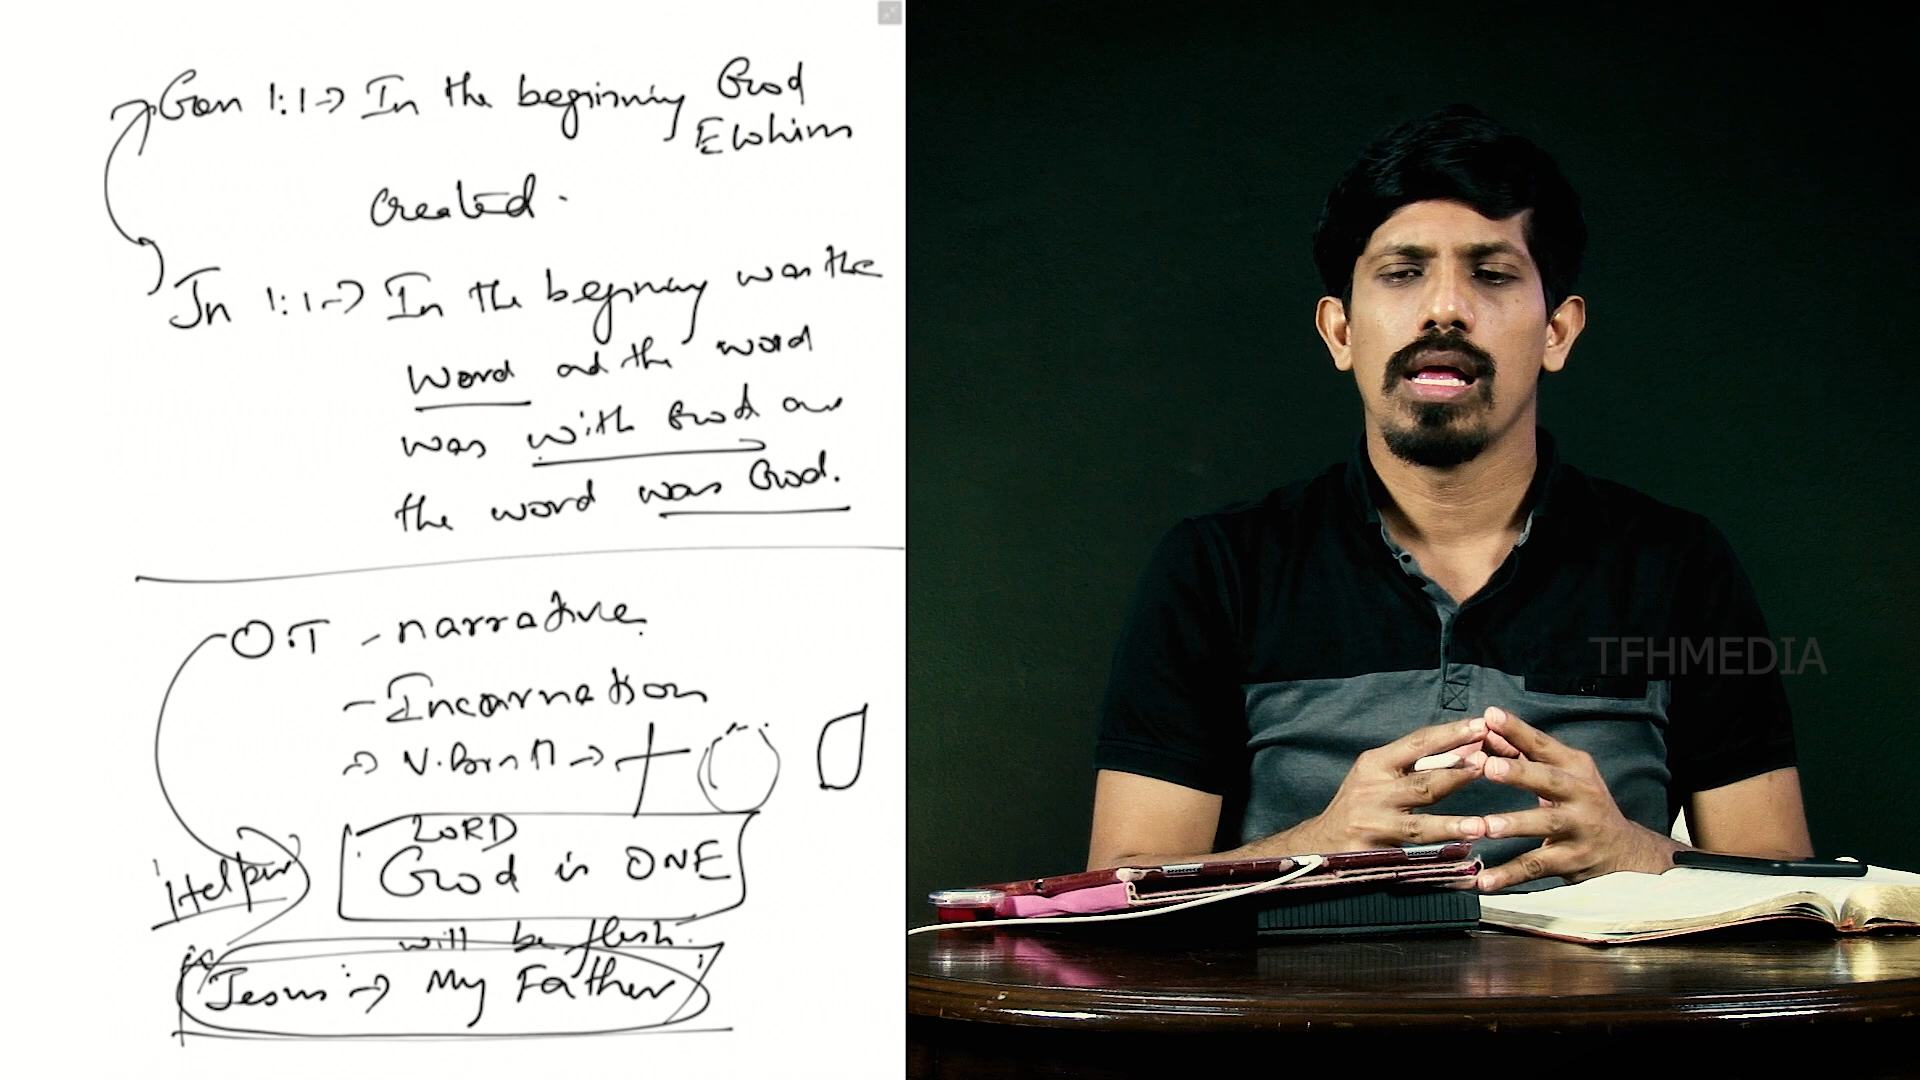 Gen 1:1 → In the beginning God
Elohim
created.
Jn 1:1 → In the beginning was the
Word and the word
was with God and
the word was God.
O.T - narrative
- Incarnation
→ V. Born →
LORD
God is ONE
Helper
will be flesh.
Jesus :→ My Father
TFHMEDIA